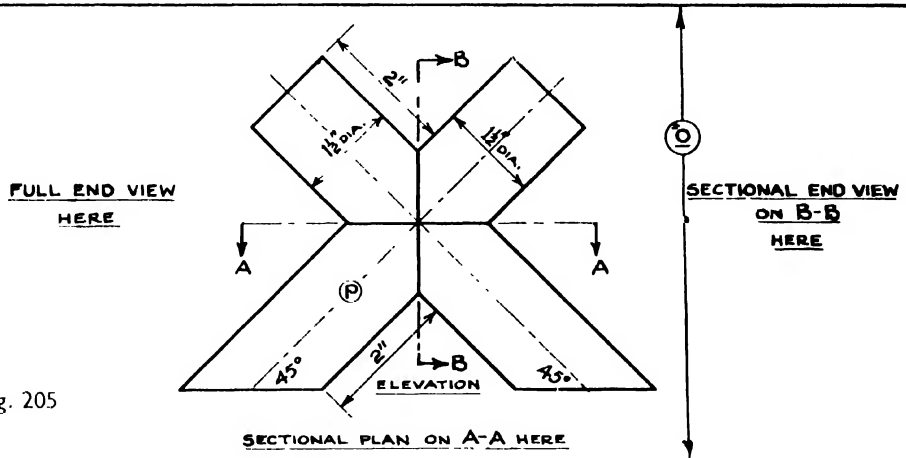 B
2"
1½" DIA.
1½" DIA.
O
FULL END VIEW
HERE
SECTIONAL END VIEW
ON B-B
HERE
A
A
P
2"
B
45°
45°
ELEVATION
g. 205
SECTIONAL PLAN ON A-A HERE